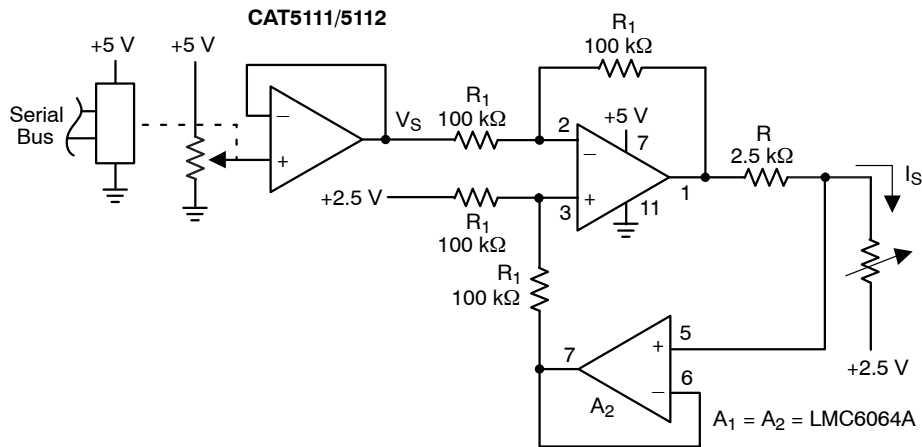 CAT5111/5112
+5 V
+5 V
Serial
Bus
−
+
VS
R1
100 kΩ
R1
100 kΩ
+5 V
2
7
−
+
3
11
1
R
2.5 kΩ
IS
+2.5 V
R1
100 kΩ
R1
100 kΩ
5
+
7
6
−
A2
+2.5 V
A1 = A2 = LMC6064A